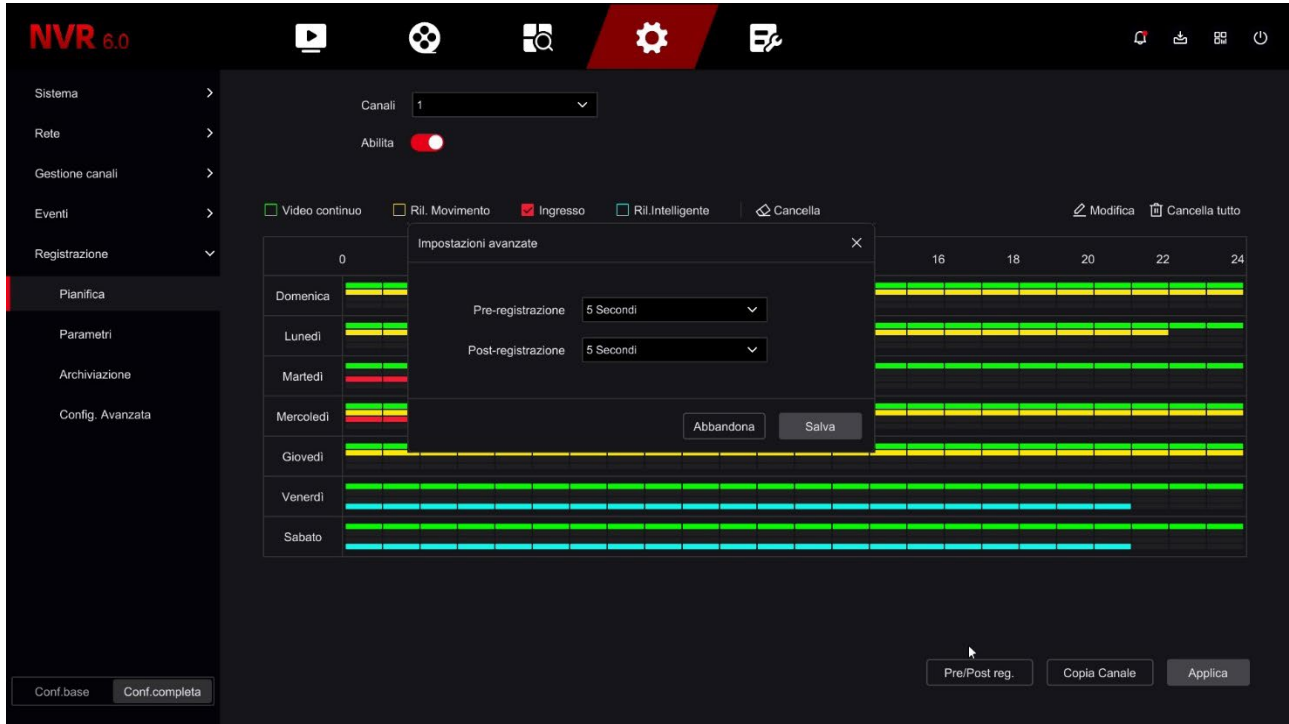 NVR 6.0
Sistema
Rete
Gestione canali
Eventi
Registrazione
Pianifica
Parametri
Archiviazione
Config. Avanzata
Conf.base Conf.completa
Canali 1
Abilita
Video continuo Ril. Movimento Ingresso Ril.Intelligente Cancella Modifica Cancella tutto
0 16 18 20 22 24
Domenica
Lunedì
Martedì
Mercoledì
Giovedì
Venerdì
Sabato
Impostazioni avanzate
Pre-registrazione 5 Secondi
Post-registrazione 5 Secondi
Abbandona Salva
Pre/Post reg. Copia Canale Applica